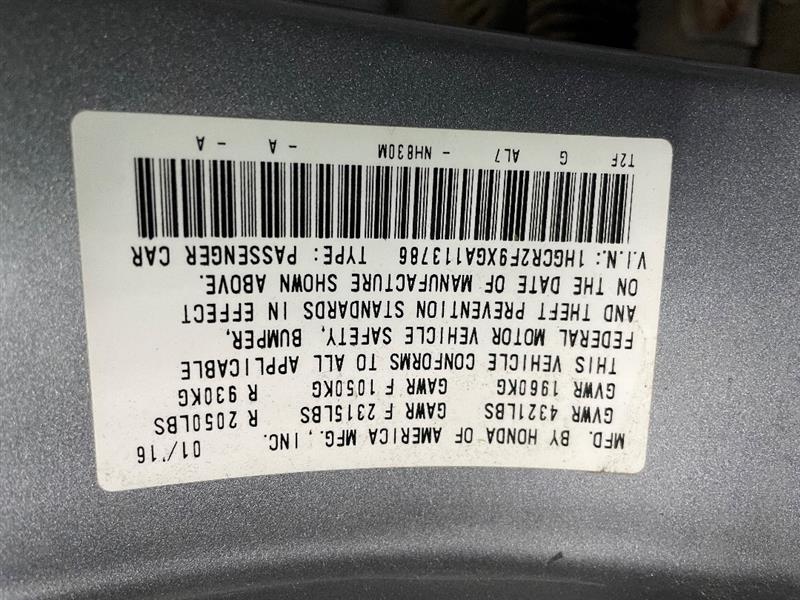 MFD. BY HONDA OF AMERICA MFG., INC. 01/'16
GVWR 4321LBS GAWR F 2315LBS R 2050LBS
GVWR 1960KG GAWR F 1050KG R 930KG
THIS VEHICLE CONFORMS TO ALL APPLICABLE
FEDERAL MOTOR VEHICLE SAFETY, BUMPER,
AND THEFT PREVENTION STANDARDS IN EFFECT
ON THE DATE OF MANUFACTURE SHOWN ABOVE.
V.I.N.: 1HGCR2F9XGA113786 TYPE: PASSENGER CAR
T2F G AL7 NH830M - A - A